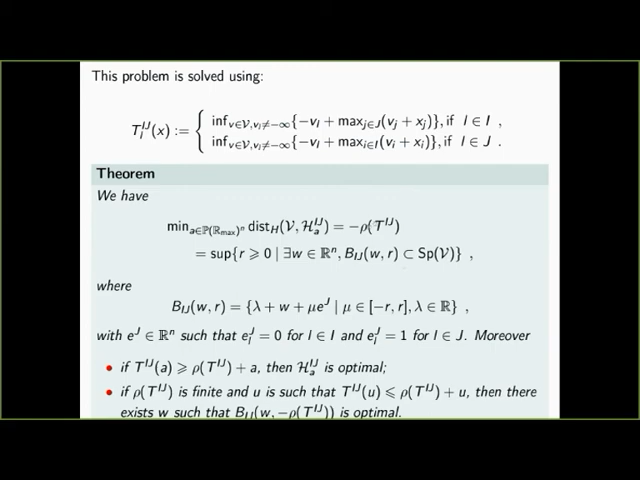 This problem is solved using:
T_l^{IJ}(x) := { inf_{v∈𝒱,v_l≠−∞}{−v_l + max_{j∈J}(v_j + x_j)}, if l ∈ I ,
inf_{v∈𝒱,v_l≠−∞}{−v_l + max_{i∈I}(v_i + x_i)}, if l ∈ J .
Theorem
We have
min_{a∈ℙ(ℝ_max)^n} dist_H(𝒱, ℋ_a^{IJ}) = −ρ(T^{IJ})
= sup{r ⩾ 0 | ∃w ∈ ℝ^n, B_{IJ}(w, r) ⊂ Sp(𝒱)} ,
where
B_{IJ}(w, r) = {λ + w + μe^J | μ ∈ [−r, r], λ ∈ ℝ} ,
with e^J ∈ ℝ^n such that e_l^J = 0 for l ∈ I and e_l^J = 1 for l ∈ J. Moreover
• if T^{IJ}(a) ⩾ ρ(T^{IJ}) + a, then ℋ_a^{IJ} is optimal;
• if ρ(T^{IJ}) is finite and u is such that T^{IJ}(u) ⩽ ρ(T^{IJ}) + u, then there
exists w such that B_{IJ}(w, −ρ(T^{IJ})) is optimal.